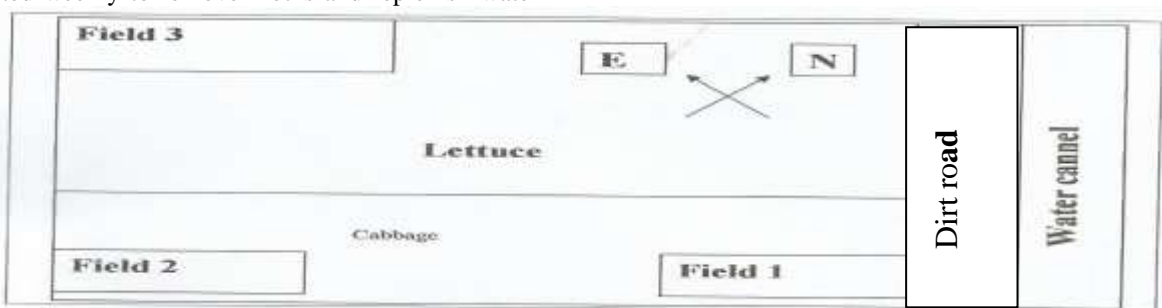 Field 3
E
N
Lettuce
Cabbage
Field 2
Field 1
Dirt road
Water cannel